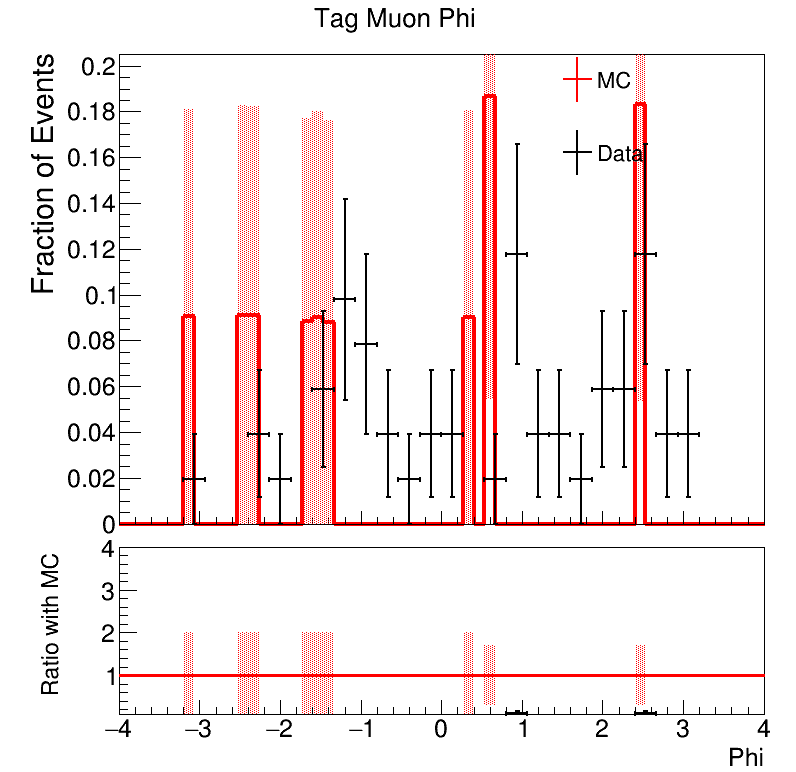 Tag Muon Phi
Fraction of Events
0.2
0.18
0.16
0.14
0.12
0.1
0.08
0.06
0.04
0.02
0
MC
Data
Ratio with MC
4
3
2
1
−4 −3 −2 −1 0 1 2 3 4
Phi